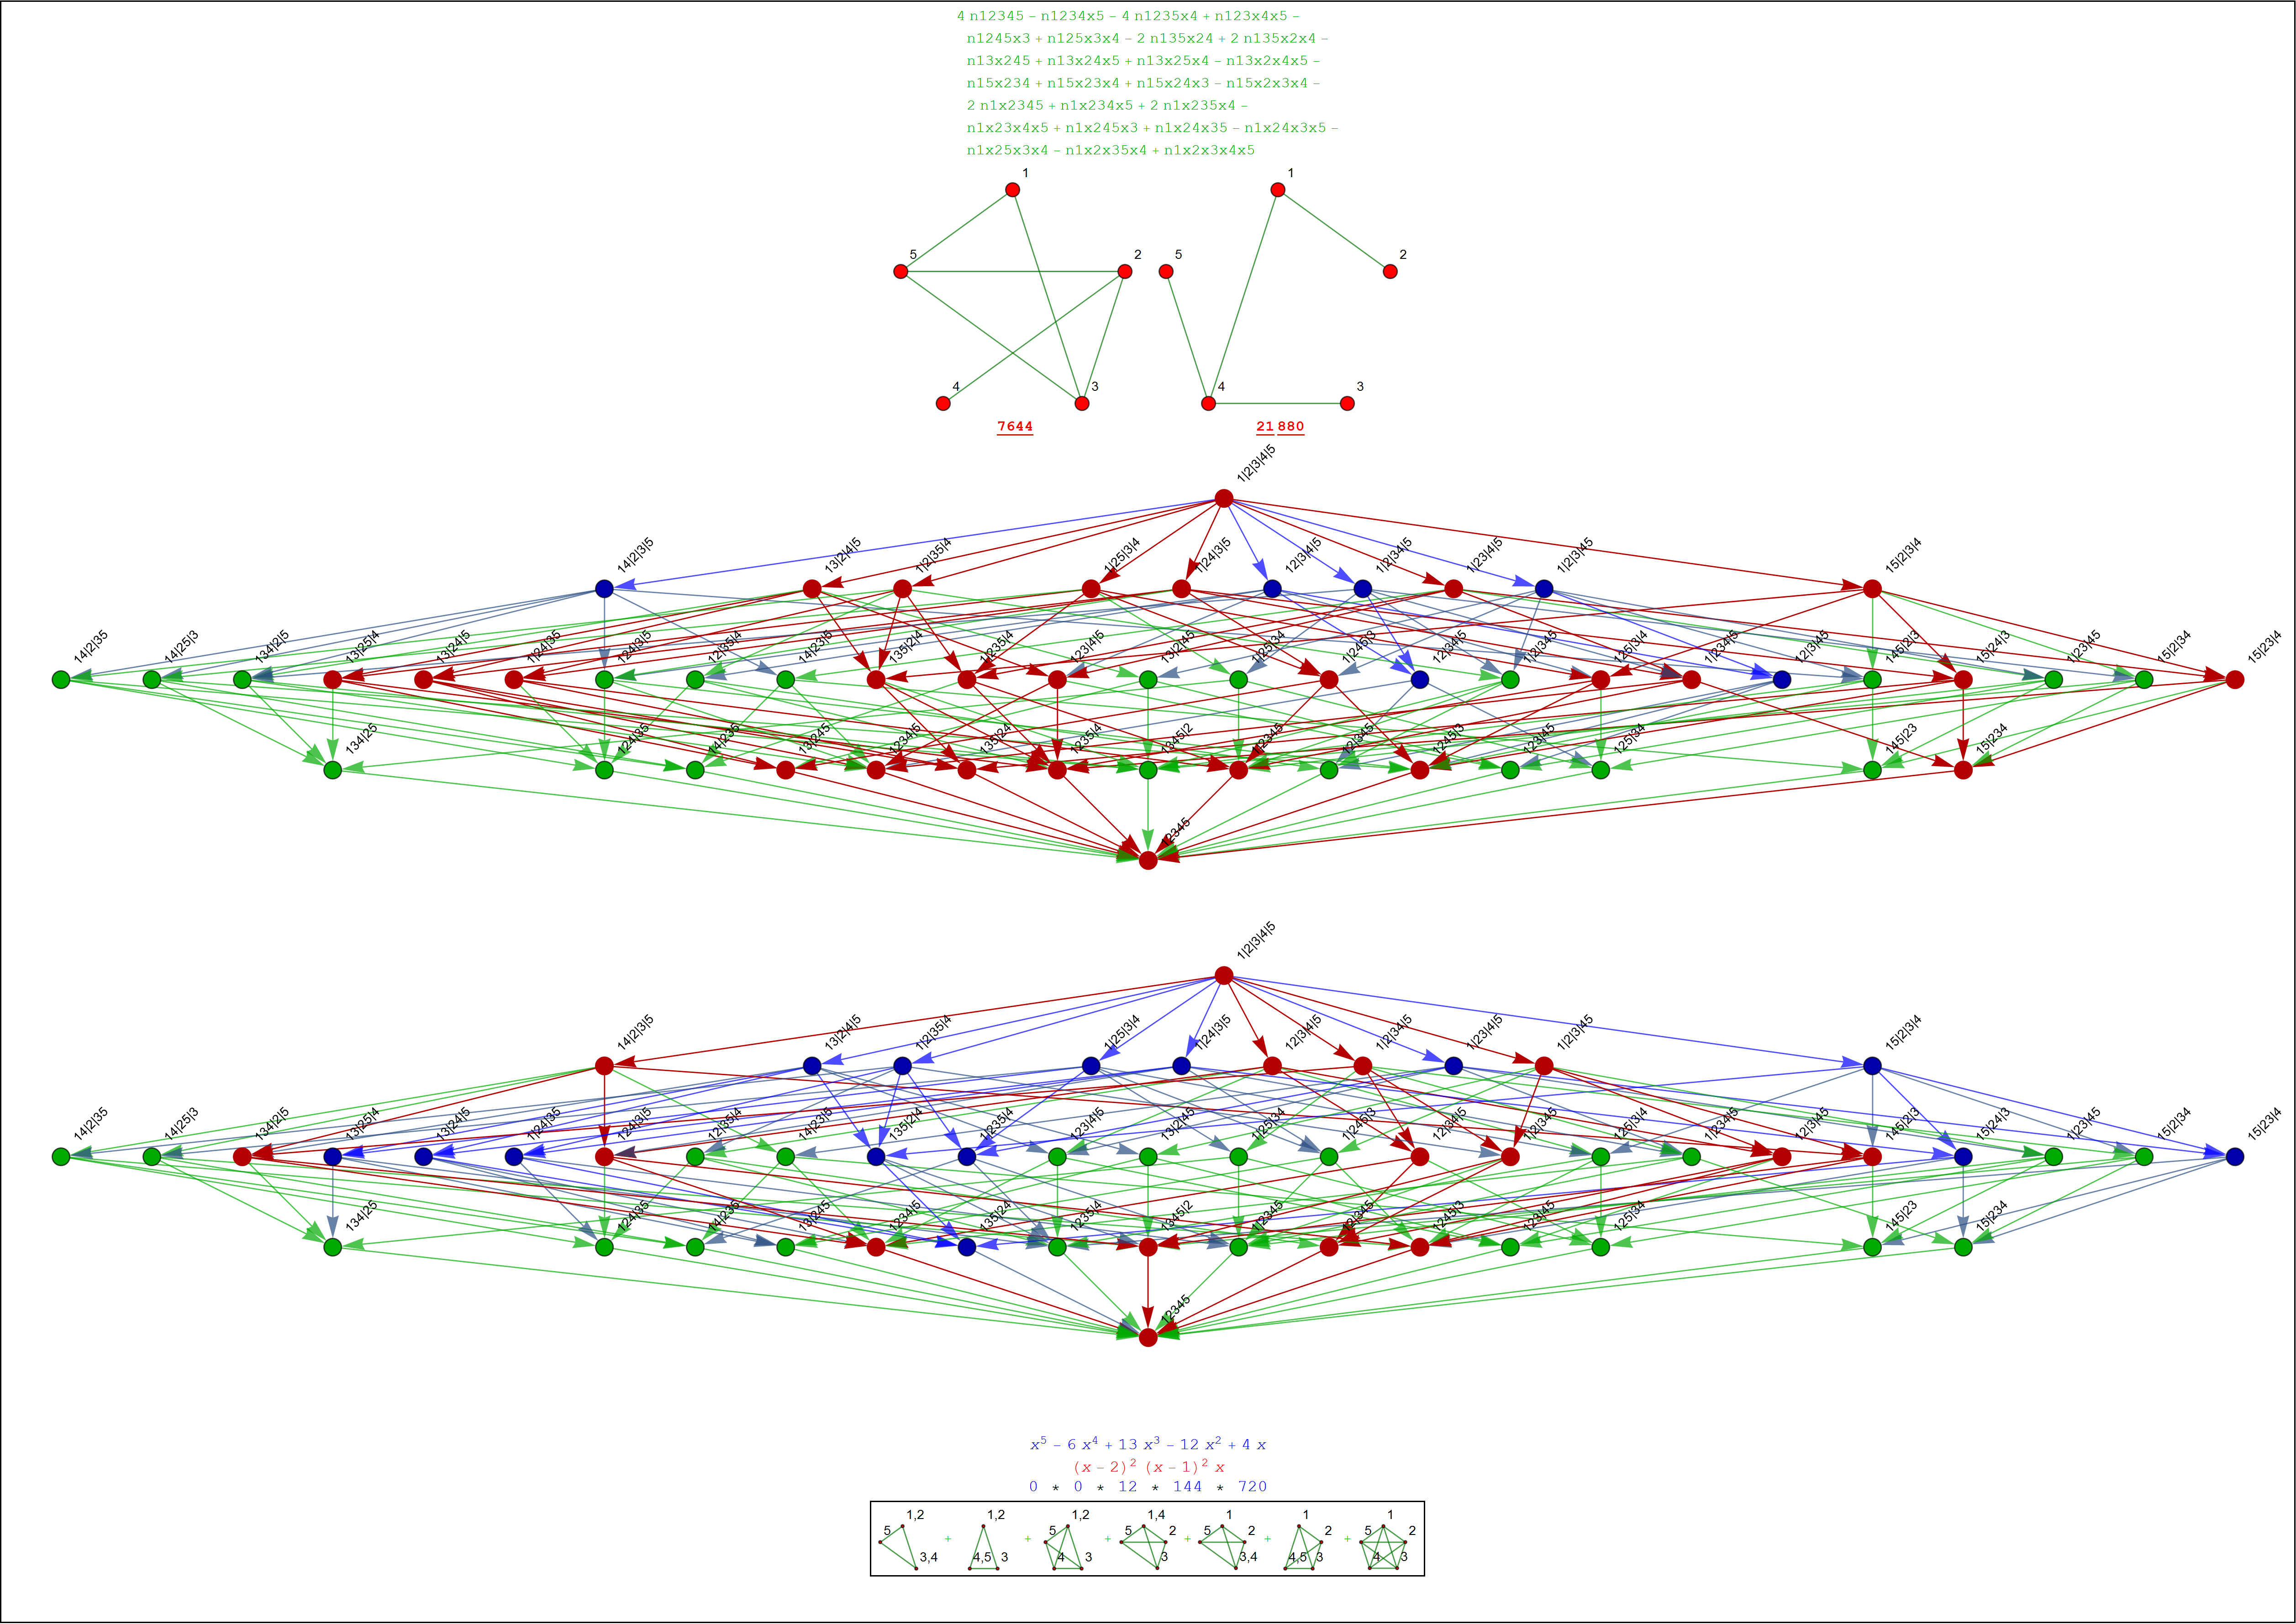 4 n12345 − n1234x5 − 4 n1235x4 + n123x4x5 −
n1245x3 + n125x3x4 − 2 n135x24 + 2 n135x2x4 −
n13x245 + n13x24x5 + n13x25x4 − n13x2x4x5 −
n15x234 + n15x23x4 + n15x24x3 − n15x2x3x4 −
2 n1x2345 + n1x234x5 + 2 n1x235x4 −
n1x23x4x5 + n1x245x3 + n1x24x35 − n1x24x3x5 −
n1x25x3x4 − n1x2x35x4 + n1x2x3x4x5
1 1
5 2 5 2
4 3 4 3
7644 21 880
1|2|3|4|5
14|2|3|5 13|2|4|5 1|2|35|4 1|25|3|4 1|24|3|5 12|3|4|5 1|2|34|5 1|23|4|5 1|2|3|45 15|2|3|4
14|2|35 14|25|3 134|2|5 13|25|4 13|24|5 1|24|35 124|3|5 12|35|4 14|23|5 135|2|4 1|235|4 123|4|5 13|2|45 1|25|34 1|245|3 12|34|5 1|2|345 125|3|4 1|234|5 12|3|45 145|2|3 15|24|3 1|23|45 15|2|34 15|23|4
134|25 124|35 14|235 13|245 1234|5 135|24 1235|4 1345|2 1|2345 12|345 1245|3 123|45 125|34 145|23 15|234
12345
1|2|3|4|5
14|2|3|5 13|2|4|5 1|2|35|4 1|25|3|4 1|24|3|5 12|3|4|5 1|2|34|5 1|23|4|5 1|2|3|45 15|2|3|4
14|2|35 14|25|3 134|2|5 13|25|4 13|24|5 1|24|35 124|3|5 12|35|4 14|23|5 135|2|4 1|235|4 123|4|5 13|2|45 1|25|34 1|245|3 12|34|5 1|2|345 125|3|4 1|234|5 12|3|45 145|2|3 15|24|3 1|23|45 15|2|34 15|23|4
134|25 124|35 14|235 13|245 1234|5 135|24 1235|4 1345|2 1|2345 12|345 1245|3 123|45 125|34 145|23 15|234
12345
x⁵ − 6 x⁴ + 13 x³ − 12 x² + 4 x
(x − 2)² (x − 1)² x
0 * 0 * 12 * 144 * 720
1,2 1,2 1,2 1,4 1 1 1
5 + + 5 + 5 2 + 5 2 + 2 + 5 2
3,4 4,5 3 4 3 3 3,4 4,5 3 4 3